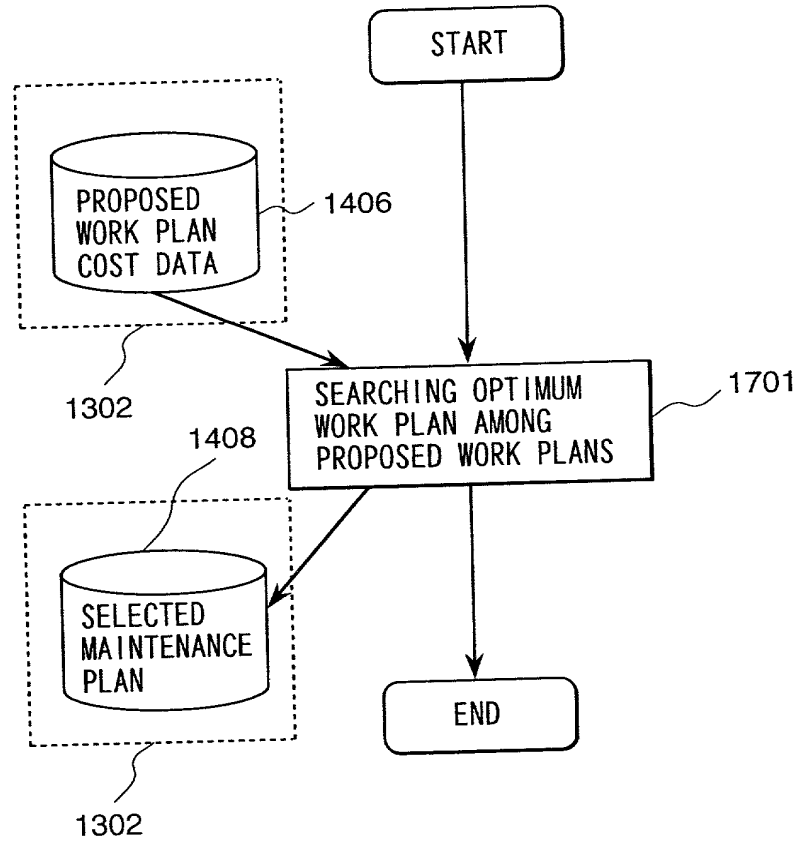 START
PROPOSED
WORK PLAN
COST DATA
1406
1302
SEARCHING OPTIMUM
WORK PLAN AMONG
PROPOSED WORK PLANS
1701
1408
SELECTED
MAINTENANCE
PLAN
END
1302